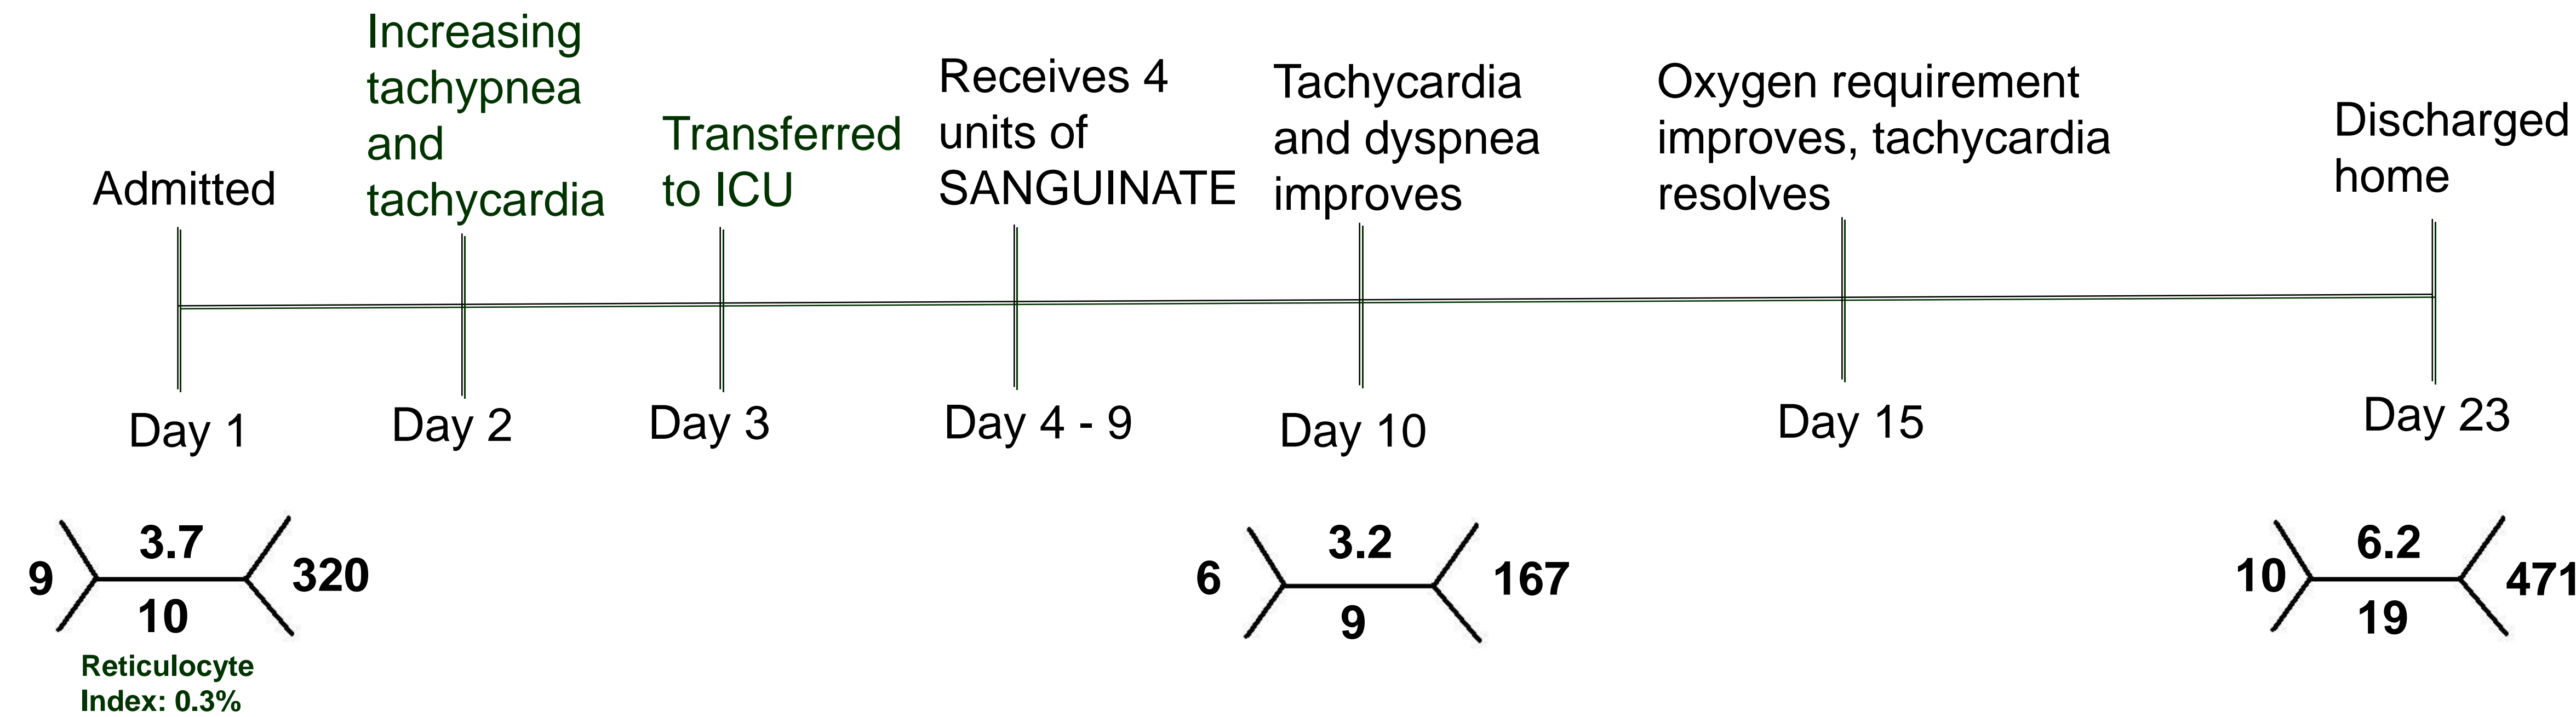 Admitted
Increasing
tachypnea
and
tachycardia
Transferred
to ICU
Receives 4
units of
SANGUINATE
Tachycardia
and dyspnea
improves
Oxygen requirement
improves, tachycardia
resolves
Discharged
home
Day 1
Day 2
Day 3
Day 4 - 9
Day 10
Day 15
Day 23
9
3.7
10
320
Reticulocyte
Index: 0.3%
6
3.2
9
167
10
6.2
19
471